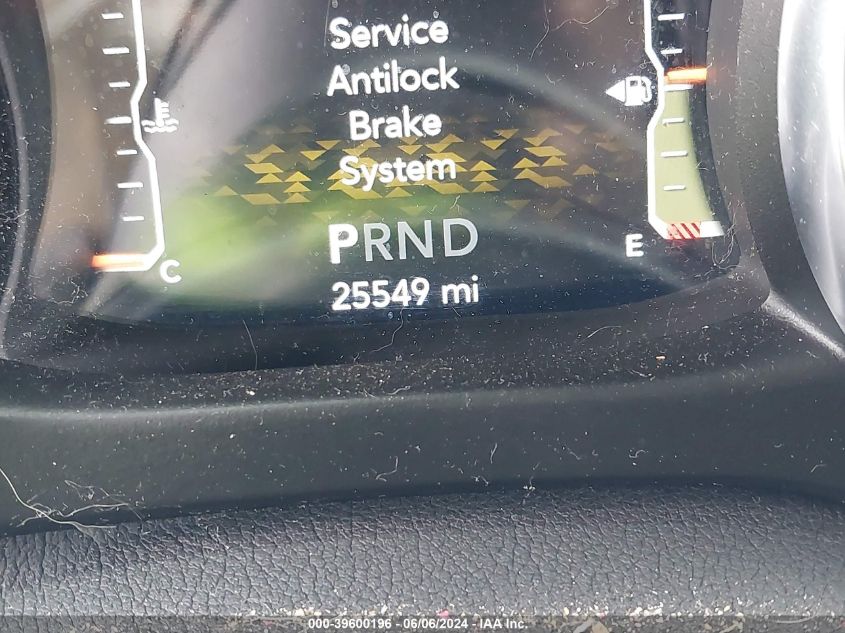 Service
Antilock
Brake
System
PRND
E
C
25549 mi
000-39600196 - 06/06/2024 - IAA Inc.